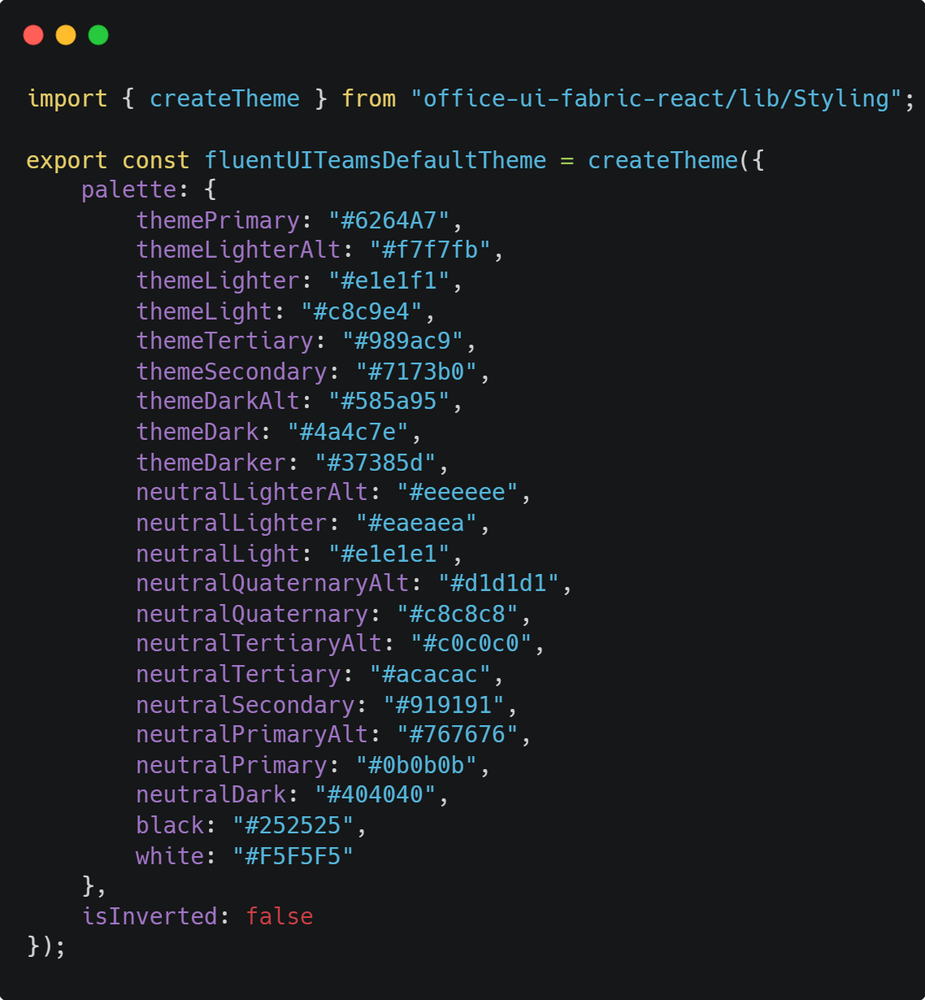 import { createTheme } from "office-ui-fabric-react/lib/Styling";

export const fluentUITeamsDefaultTheme = createTheme({
    palette: {
        themePrimary: "#6264A7",
        themeLighterAlt: "#f7f7fb",
        themeLighter: "#e1e1f1",
        themeLight: "#c8c9e4",
        themeTertiary: "#989ac9",
        themeSecondary: "#7173b0",
        themeDarkAlt: "#585a95",
        themeDark: "#4a4c7e",
        themeDarker: "#37385d",
        neutralLighterAlt: "#eeeeee",
        neutralLighter: "#eaeaea",
        neutralLight: "#e1e1e1",
        neutralQuaternaryAlt: "#d1d1d1",
        neutralQuaternary: "#c8c8c8",
        neutralTertiaryAlt: "#c0c0c0",
        neutralTertiary: "#acacac",
        neutralSecondary: "#919191",
        neutralPrimaryAlt: "#767676",
        neutralPrimary: "#0b0b0b",
        neutralDark: "#404040",
        black: "#252525",
        white: "#F5F5F5"
    },
    isInverted: false
});